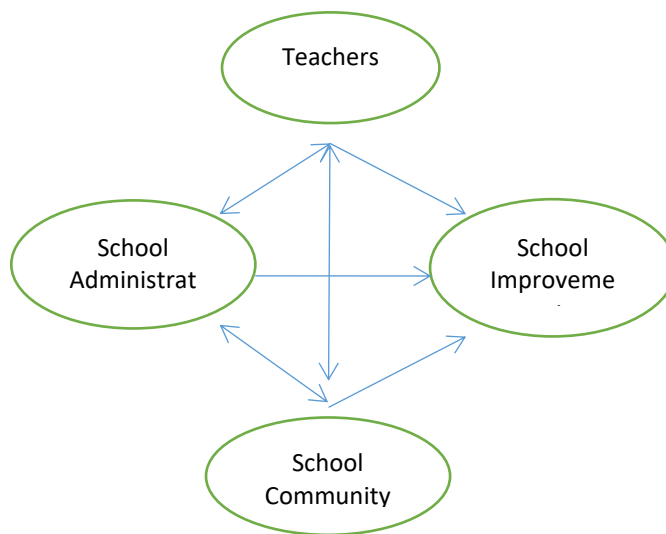 Teachers
School
Administrat
School
Improveme
School
Community